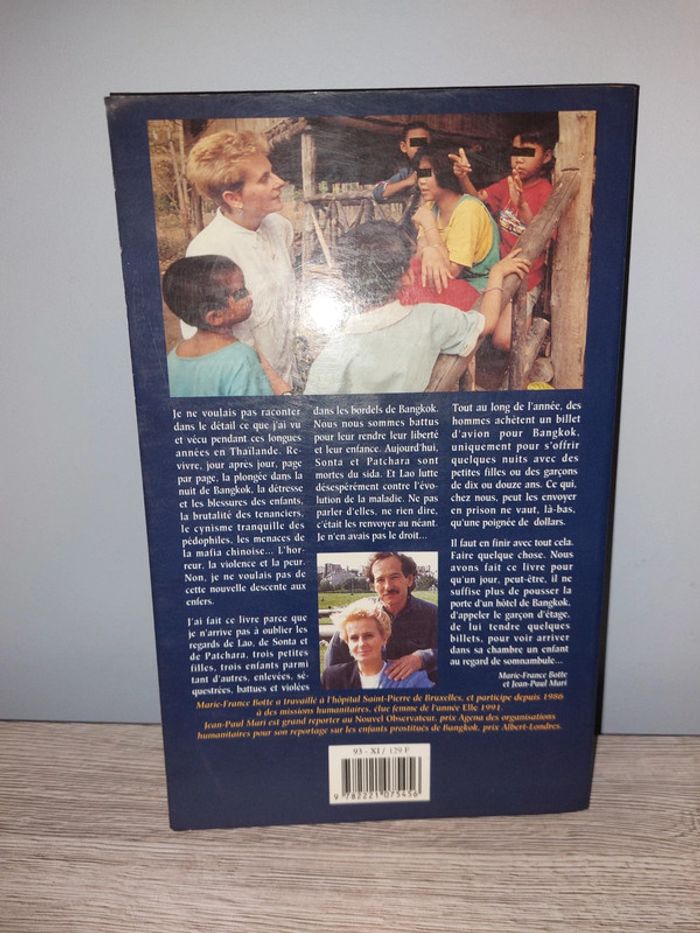 Je ne voulais pas raconter
dans le détail ce que j'ai vu
et vécu pendant ces longues
années en Thaïlande. Re-
vivre, jour après jour, page
par page, la plongée dans la
nuit de Bangkok, la détresse
et les blessures des enfants,
la brutalité des tenanciers,
le cynisme tranquille des
pédophiles, les menaces de
la mafia chinoise... L'hor-
reur, la violence et la peur.
Non, je ne voulais pas de
cette nouvelle descente aux
enfers.
J'ai fait ce livre parce que
je n'arrive pas à oublier les
regards de Lao, de Sonta et
de Patchara, trois petites
filles, trois enfants parmi
tant d'autres, enlevées, sé-
questrées, battues et violées
dans les bordels de Bangkok.
Nous nous sommes battus
pour leur rendre leur liberté
et leur enfance. Aujourd'hui,
Sonta et Patchara sont
mortes du sida. Et Lao lutte
désespérément contre l'évo-
lution de la maladie. Ne pas
parler d'elles, ne rien dire,
c'était les renvoyer au néant.
Je n'en avais pas le droit...
Tout au long de l'année, des
hommes achètent un billet
d'avion pour Bangkok,
uniquement pour s'offrir
quelques nuits avec des
petites filles ou des garçons
de dix ou douze ans. Ce qui,
chez nous, peut les envoyer
en prison ne vaut, là-bas,
qu'une poignée de dollars.
Il faut en finir avec tout cela.
Faire quelque chose. Nous
avons fait ce livre pour
qu'un jour, peut-être, il ne
suffise plus de pousser la
porte d'un hôtel de Bangkok,
d'appeler le garçon d'étage,
de lui tendre quelques
billets, pour voir arriver
dans sa chambre un enfant
au regard de somnambule...
Marie-France Botte
et Jean-Paul Mari
Marie-France Botte a travaillé à l'hôpital Saint-Pierre de Bruxelles, et participe depuis 1986
à des missions humanitaires, élue femme de l'année Elle 1991.
Jean-Paul Mari est grand reporter au Nouvel Observateur, prix Agena des organisations
humanitaires pour son reportage sur les enfants prostitués de Bangkok, prix Albert-Londres.
93 - XI / 129 F
9 782221 075456